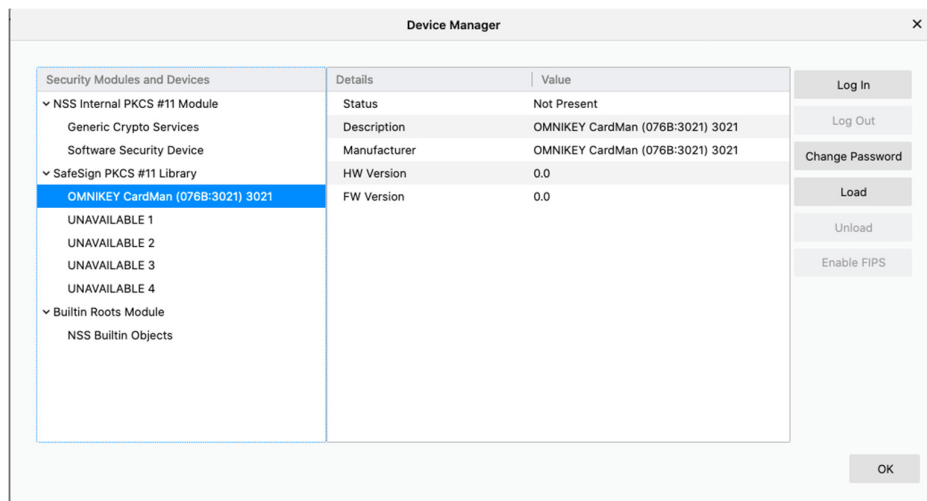 Device Manager
Security Modules and Devices
NSS Internal PKCS #11 Module
Generic Crypto Services
Software Security Device
SafeSign PKCS #11 Library
OMNIKEY CardMan (076B:3021) 3021
UNAVAILABLE 1
UNAVAILABLE 2
UNAVAILABLE 3
UNAVAILABLE 4
Builtin Roots Module
NSS Builtin Objects
Details Value
Status Not Present
Description OMNIKEY CardMan (076B:3021) 3021
Manufacturer OMNIKEY CardMan (076B:3021) 3021
HW Version 0.0
FW Version 0.0
Log In
Log Out
Change Password
Load
Unload
Enable FIPS
OK